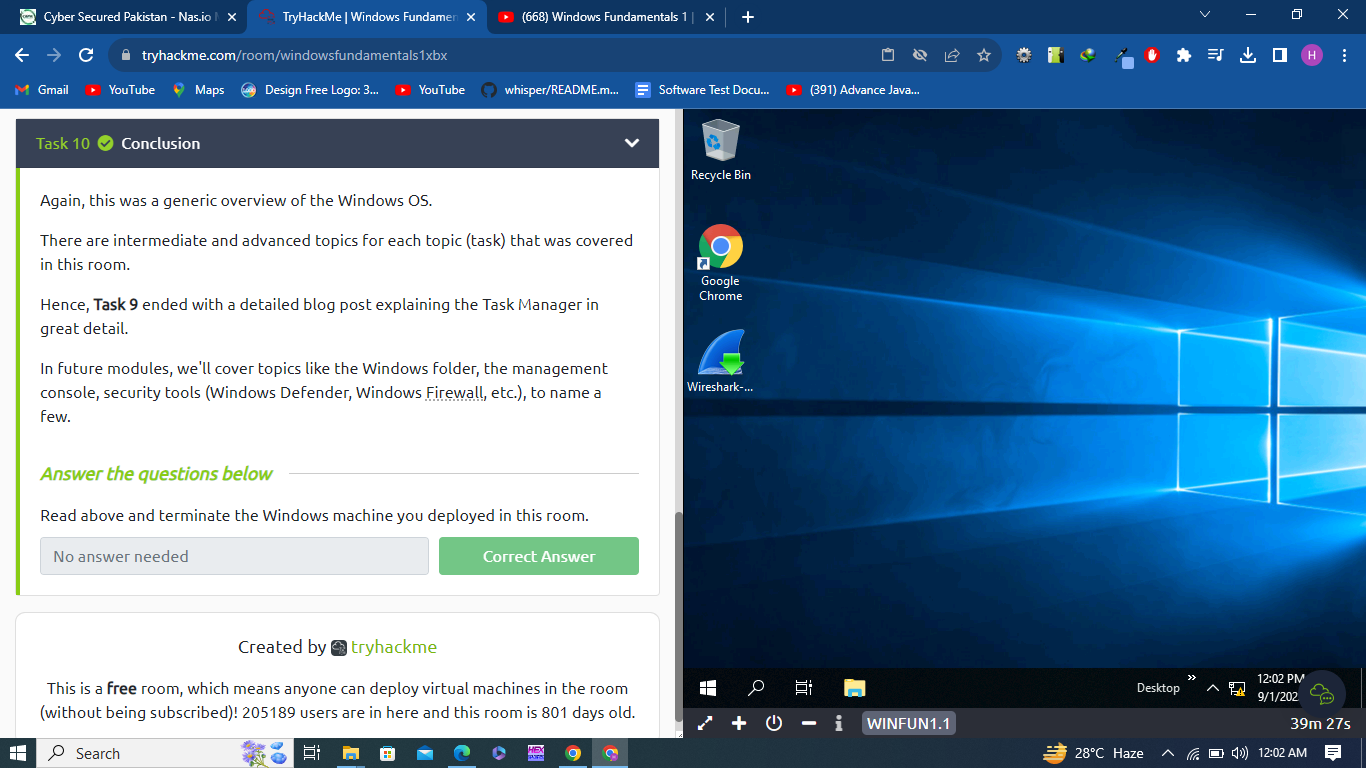 Cyber Secured Pakistan - Nas.io
TryHackMe | Windows Fundamen
(668) Windows Fundamentals 1 |
tryhackme.com/room/windowsfundamentals1xbx
H
Gmail
YouTube
Maps
Design Free Logo: 3...
YouTube
whisper/README.m...
Software Test Docu...
(391) Advance Java...
Task 10 Conclusion
Again, this was a generic overview of the Windows OS.
There are intermediate and advanced topics for each topic (task) that was covered
in this room.
Hence, Task 9 ended with a detailed blog post explaining the Task Manager in
great detail.
In future modules, we'll cover topics like the Windows folder, the management
console, security tools (Windows Defender, Windows Firewall, etc.), to name a
few.
Answer the questions below
Read above and terminate the Windows machine you deployed in this room.
No answer needed
Correct Answer
Created by tryhackme
This is a free room, which means anyone can deploy virtual machines in the room
(without being subscribed)! 205189 users are in here and this room is 801 days old.
Recycle Bin
Google
Chrome
Wireshark-...
Desktop
12:02 PM
9/1/202
WINFUN1.1
39m 27s
Search
HEX
28°C Haze
12:02 AM